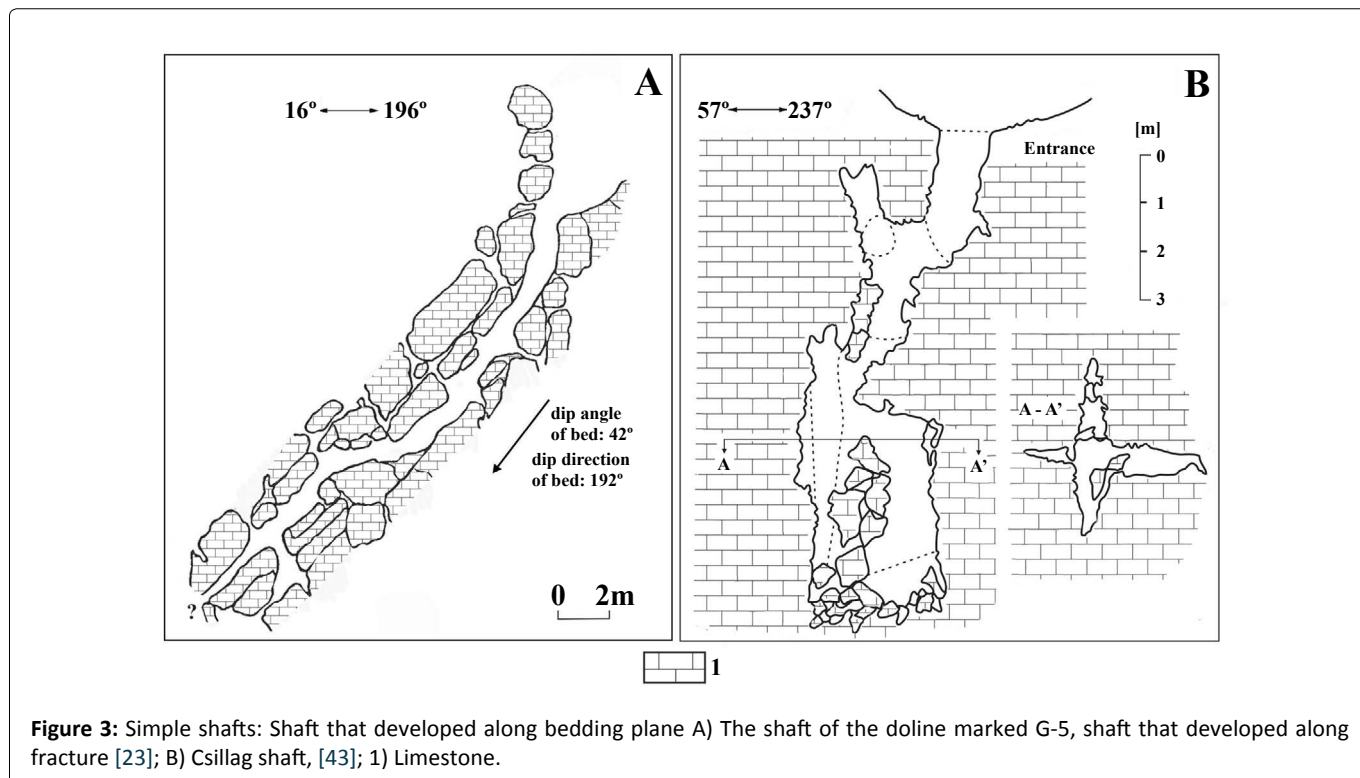 A
16º 196º
dip angle
of bed: 42º
dip direction
of bed: 192º
?
0 2m
B
57º 237º
[m]
0
1
2
3
Entrance
A A'
A - A'
1
Figure 3: Simple shafts: Shaft that developed along bedding plane A) The shaft of the doline marked G-5, shaft that developed along
fracture [23]; B) Csillag shaft, [43]; 1) Limestone.